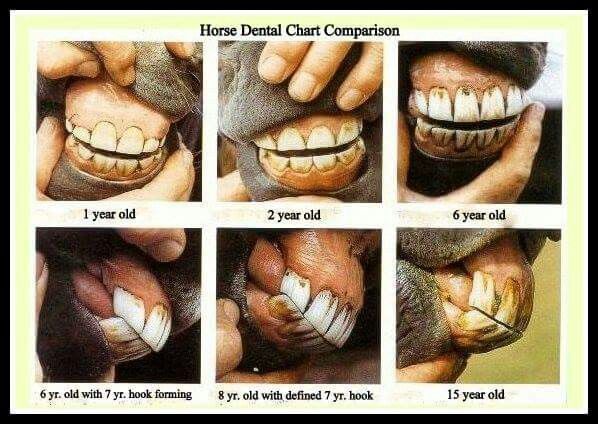 Horse Dental Chart Comparison
1 year old
2 year old
6 year old
6 yr. old with 7 yr. hook forming
8 yr. old with defined 7 yr. hook
15 year old